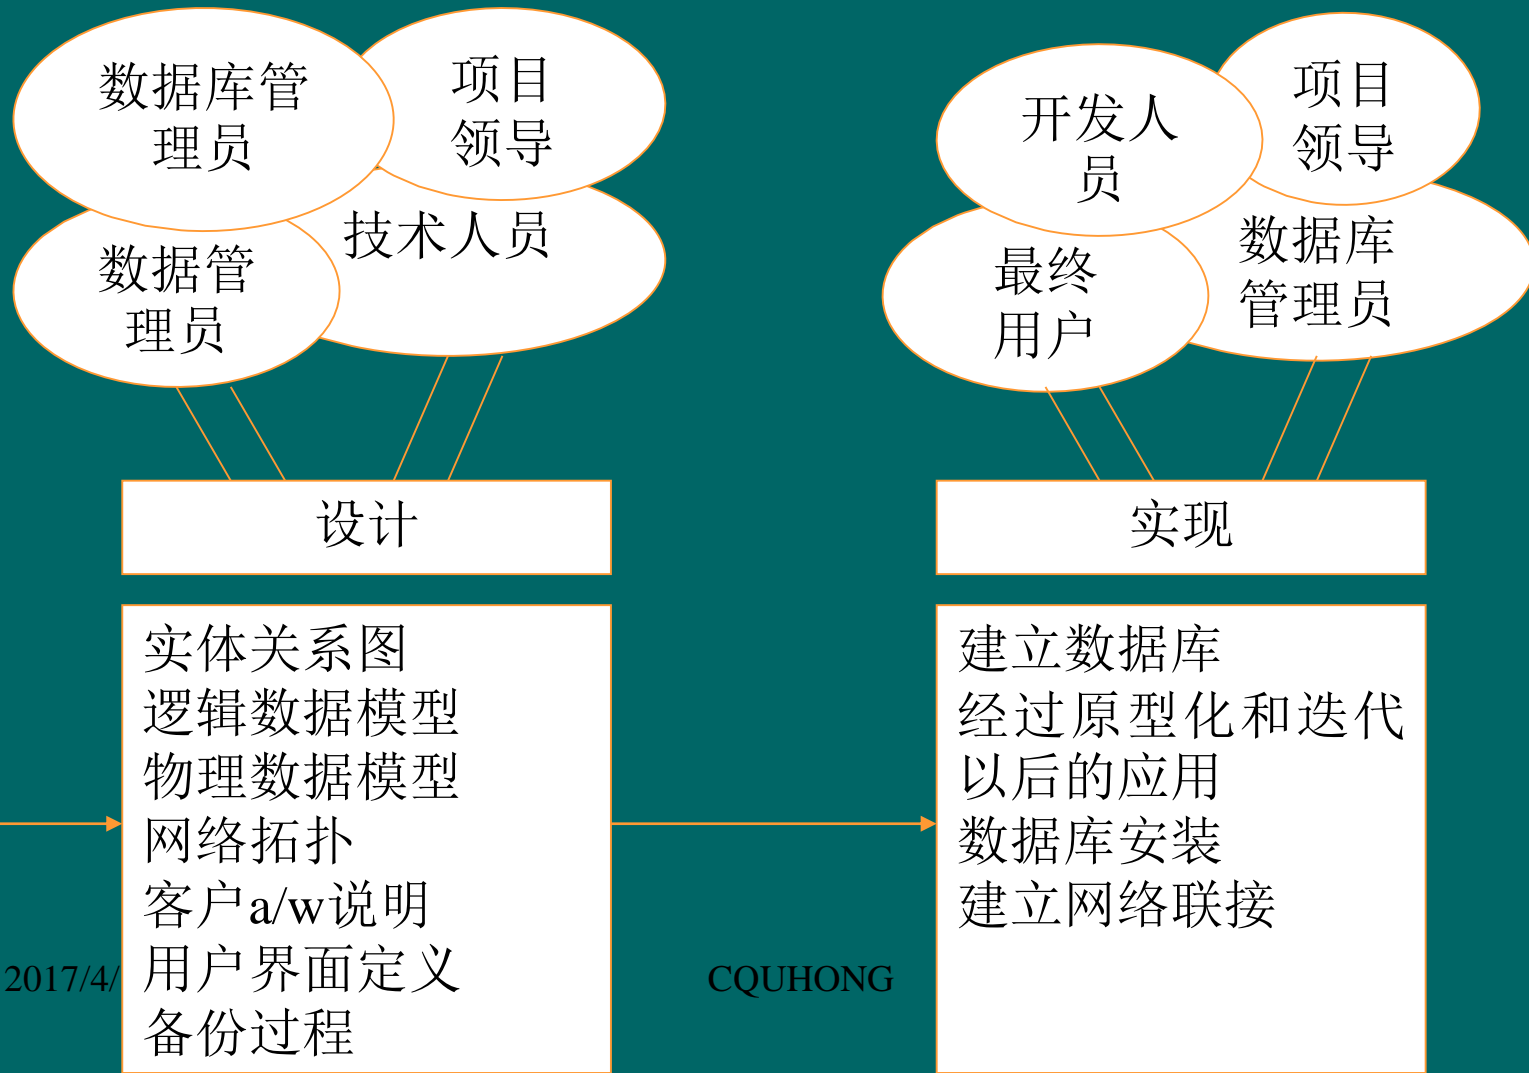 数据库管
理员
项目
领导
数据管
理员
技术人员
开发人
员
项目
领导
最终
用户
数据库
管理员
设计
实现
实体关系图
逻辑数据模型
物理数据模型
网络拓扑
客户a/w说明
用户界面定义
备份过程
建立数据库
经过原型化和迭代
以后的应用
数据库安装
建立网络联接
2017/4/
CQUHONG